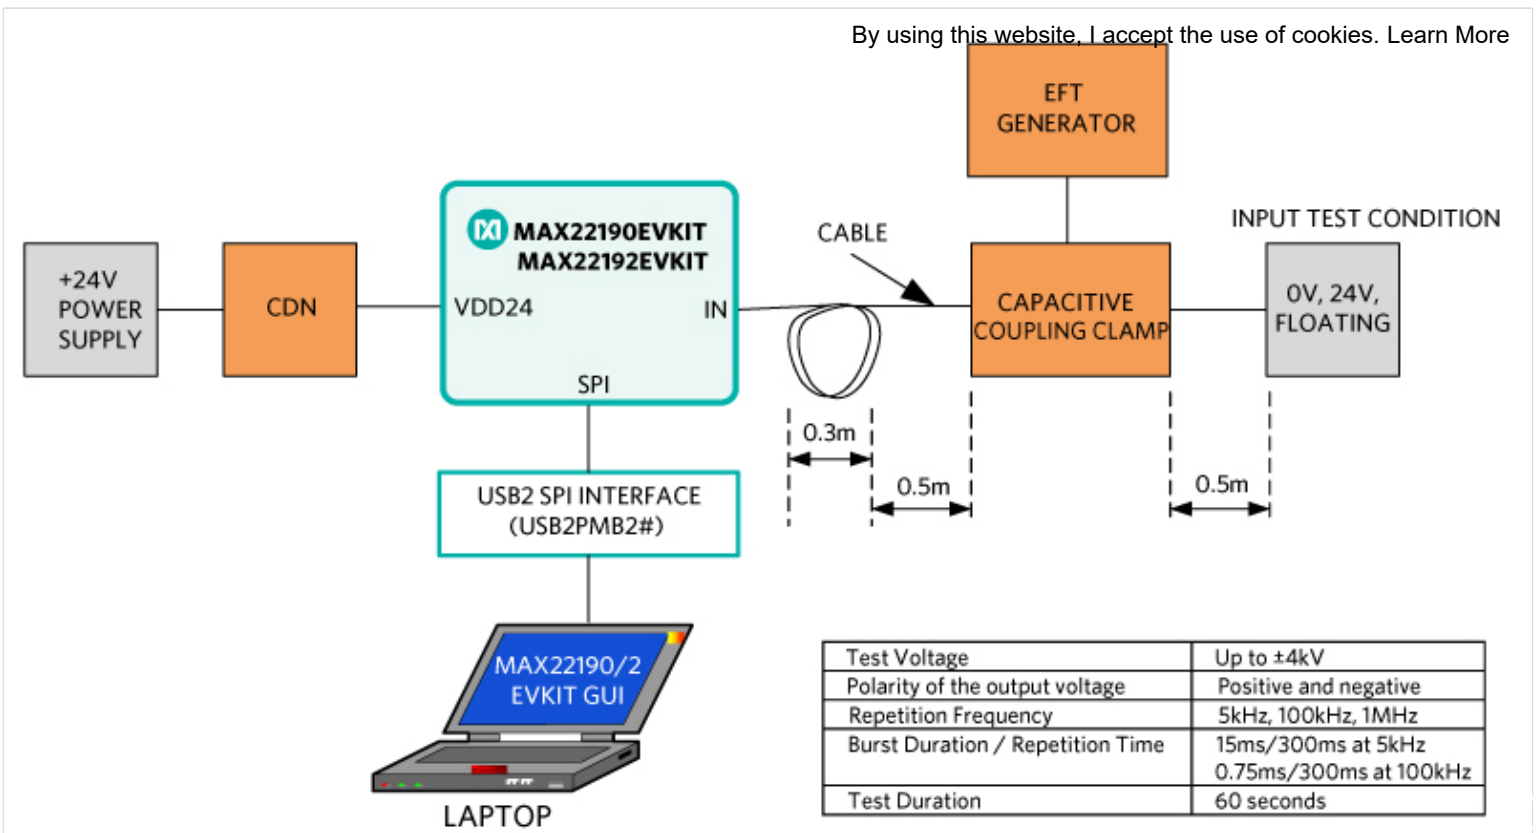 By using this website, I accept the use of cookies. Learn More
EFT
GENERATOR
INPUT TEST CONDITION
MAX22190EVKIT
MAX22192EVKIT
CABLE
+24V
POWER
SUPPLY
CDN
VDD24
IN
SPI
CAPACITIVE
COUPLING CLAMP
0V, 24V,
FLOATING
0.3m
0.5m
0.5m
USB2 SPI INTERFACE
(USB2PMB2#)
MAX22190/2
EVKIT GUI
LAPTOP
Test Voltage Up to ±4kV
Polarity of the output voltage Positive and negative
Repetition Frequency 5kHz, 100kHz, 1MHz
Burst Duration / Repetition Time 15ms/300ms at 5kHz
0.75ms/300ms at 100kHz
Test Duration 60 seconds